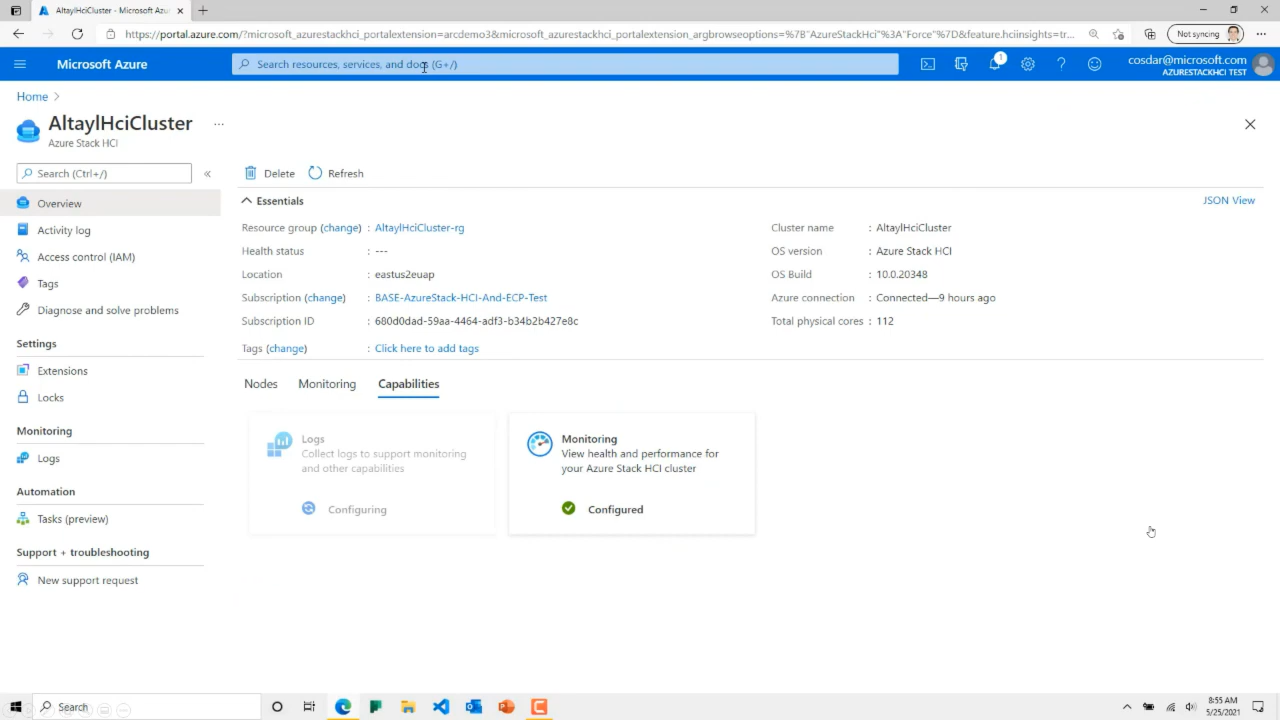 AltaylHciCluster - Microsoft Azu
https://portal.azure.com/?microsoft_azurestackhci_portalextension=arcdemo3&microsoft_azurestackhci_portalextension_argbrowseoptions=%7B"AzureStackHci"%3A"Force"%7D&feature.hciinsights=tr...
Not syncing
Microsoft Azure
Search resources, services, and docs (G+/)
1
cosdar@microsoft.com
AZURESTACKHCI TEST
Home >
AltaylHciCluster
Azure Stack HCI
Search (Ctrl+/)
«
Delete
Refresh
Overview
Activity log
Access control (IAM)
Tags
Diagnose and solve problems
Settings
Extensions
Locks
Monitoring
Logs
Automation
Tasks (preview)
Support + troubleshooting
New support request
Essentials
JSON View
Resource group (change) : AltaylHciCluster-rg
Health status : ---
Location : eastus2euap
Subscription (change) : BASE-AzureStack-HCI-And-ECP-Test
Subscription ID : 680d0dad-59aa-4464-adf3-b34b2b427e8c
Tags (change) : Click here to add tags
Cluster name : AltaylHciCluster
OS version : Azure Stack HCI
OS Build : 10.0.20348
Azure connection : Connected—9 hours ago
Total physical cores : 112
Nodes
Monitoring
Capabilities
Logs
Collect logs to support monitoring
and other capabilities
Configuring
Monitoring
View health and performance for
your Azure Stack HCI cluster
Configured
Search
8:55 AM
5/25/2021